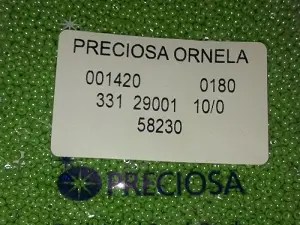 PRECIOSA ORNELA
001420 0180
331 29001 10/0
58230
PRECIOSA